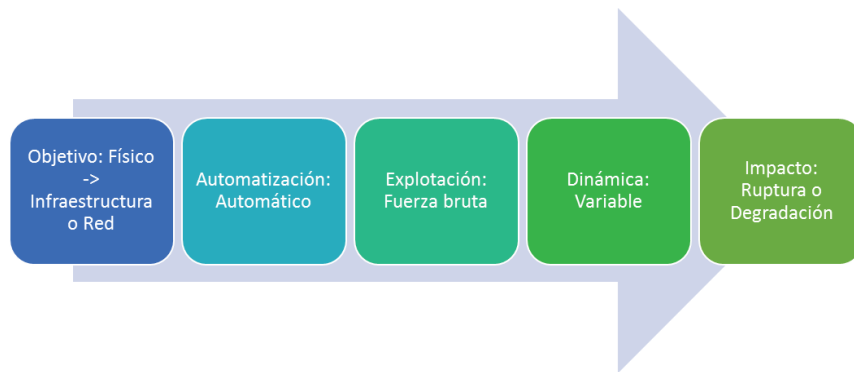 Objetivo: Físico
->
Infraestructura
o Red
Automatización:
Automático
Explotación:
Fuerza bruta
Dinámica:
Variable
Impacto:
Ruptura o
Degradación